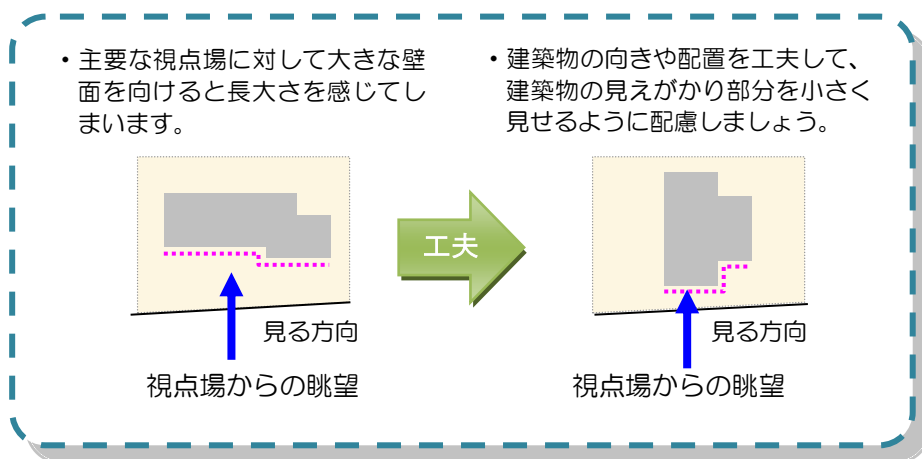 ・主要な視点場に対して大きな壁
面を向けると長大さを感じてし
まいます。
・建築物の向きや配置を工夫して、
建築物の見えがかり部分を小さく
見せるように配慮しましょう。
工夫
見る方向
視点場からの眺望
見る方向
視点場からの眺望